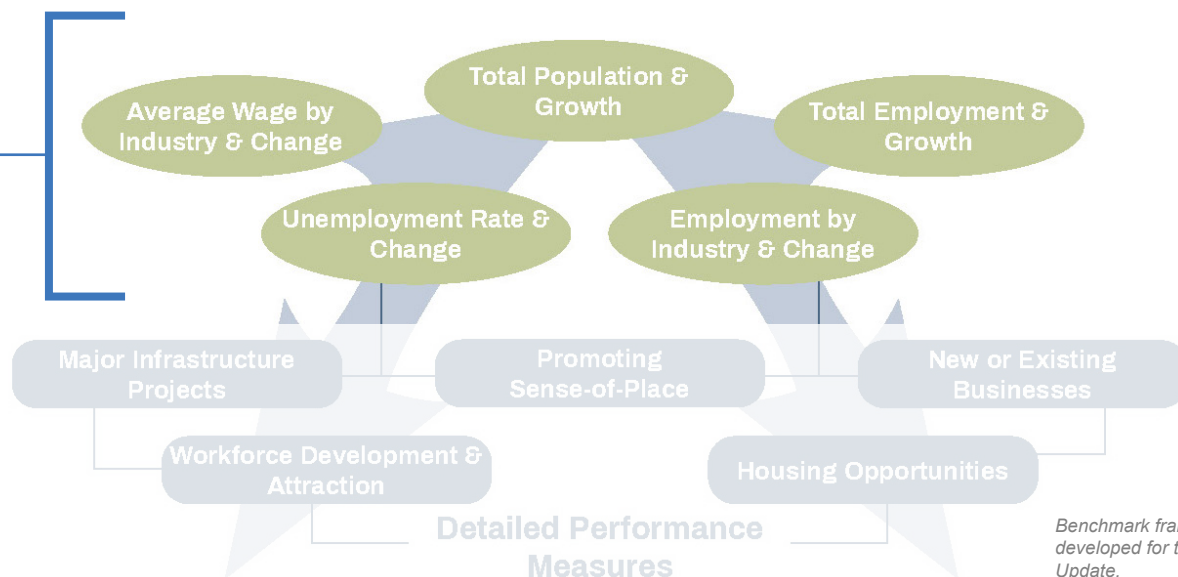 Total Population &
Growth
Average Wage by
Industry & Change
Total Employment &
Growth
Unemployment Rate &
Change
Employment by
Industry & Change
Major Infrastructure
Projects
Promoting
Sense-of-Place
New or Existing
Businesses
Workforce Development &
Attraction
Housing Opportunities
Detailed Performance
Measures
Benchmark
developed for
Update.